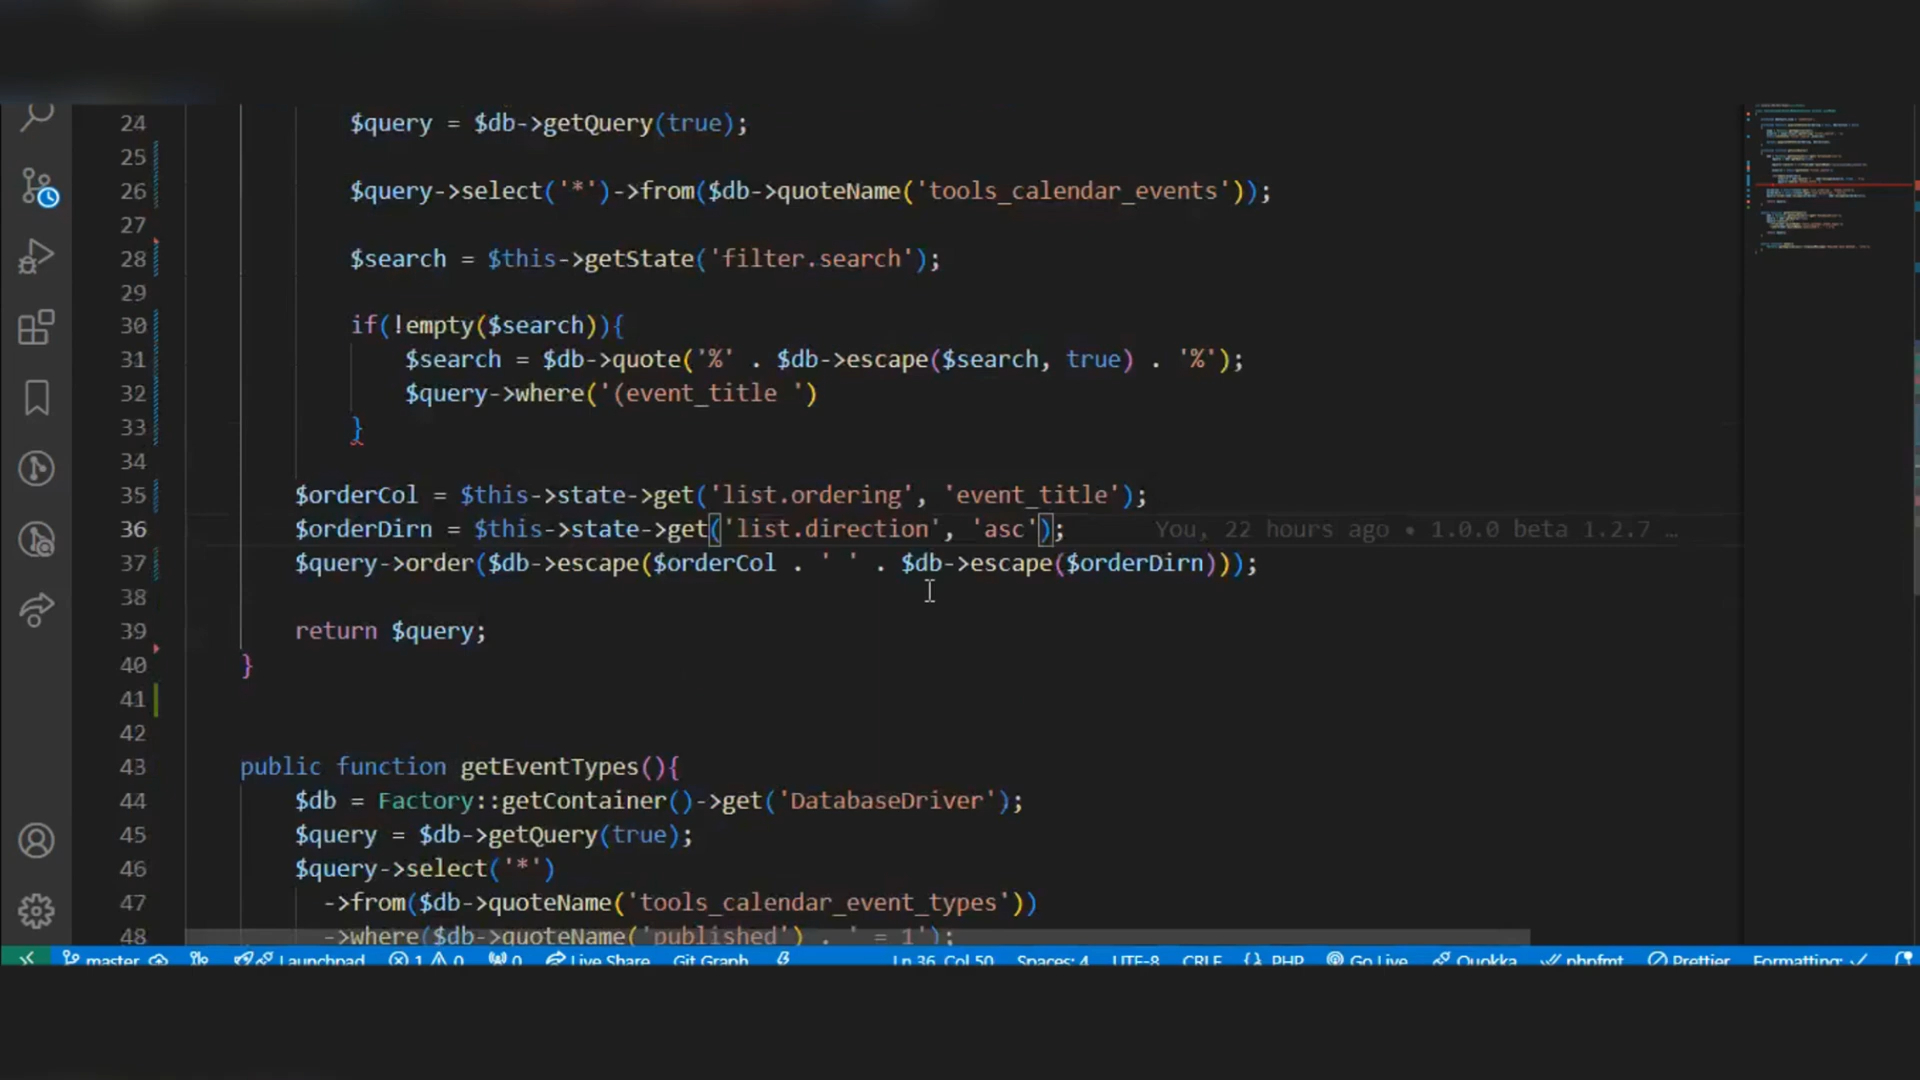 24 $query = $db->getQuery(true);
25
26 $query->select('*')->from($db->quoteName('tools_calendar_events'));
27
28 $search = $this->getState('filter.search');
29
30 if(!empty($search)){
31 $search = $db->quote('%' . $db->escape($search, true) . '%');
32 $query->where('(event_title ')
33 }
34
35 $orderCol = $this->state->get('list.ordering', 'event_title');
36 $orderDirn = $this->state->get('list.direction', 'asc'); You, 22 hours ago • 1.0.0 beta 1.2.7 …
37 $query->order($db->escape($orderCol . ' ' . $db->escape($orderDirn)));
38
39 return $query;
40 }
41
42
43 public function getEventTypes(){
44 $db = Factory::getContainer()->get('DatabaseDriver');
45 $query = $db->getQuery(true);
46 $query->select('*')
47 ->from($db->quoteName('tools_calendar_event_types'))
48 ->where($db->quoteName('published') . ' = 1');
master Launchpad 1 0 0 Live Share Git Graph Ln 36, Col 50 Spaces: 4 UTF-8 CRLF {} PHP Go Live Quokka phpfmt Prettier Formatting: ✓